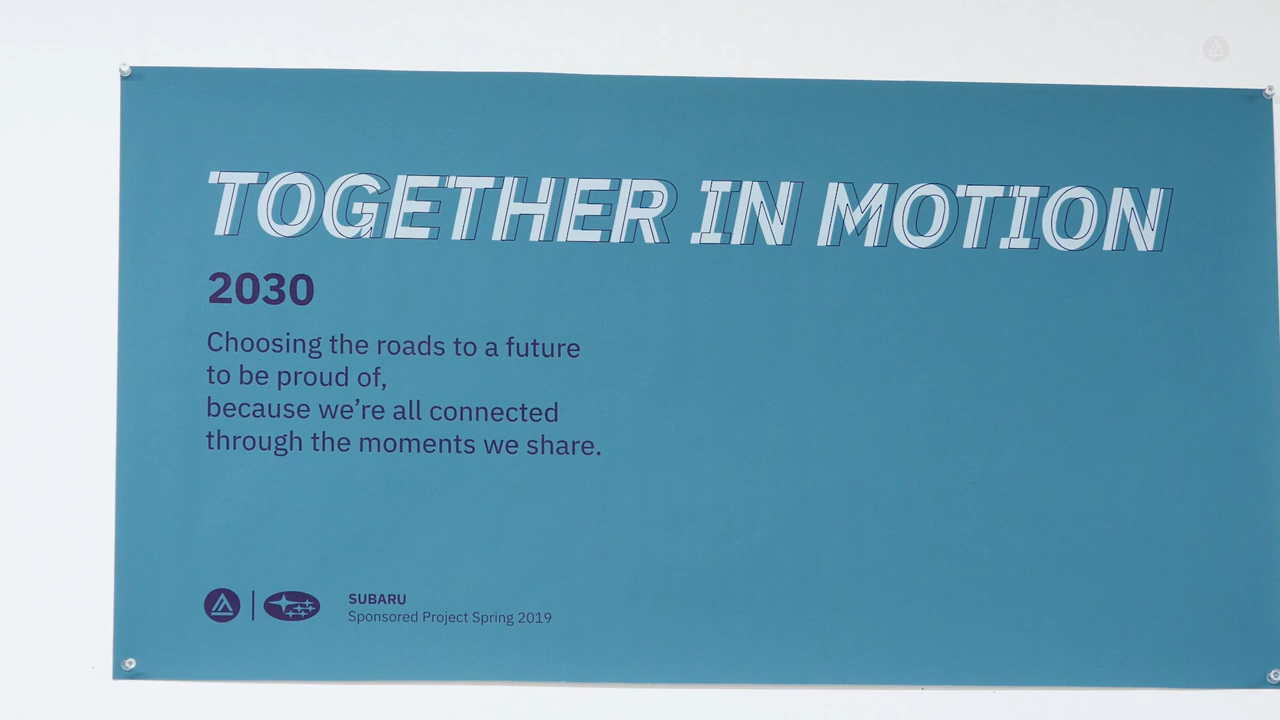 TOGETHER IN MOTION
2030
Choosing the roads to a future
to be proud of,
because we're all connected
through the moments we share.
SUBARU
Sponsored Project Spring 2019